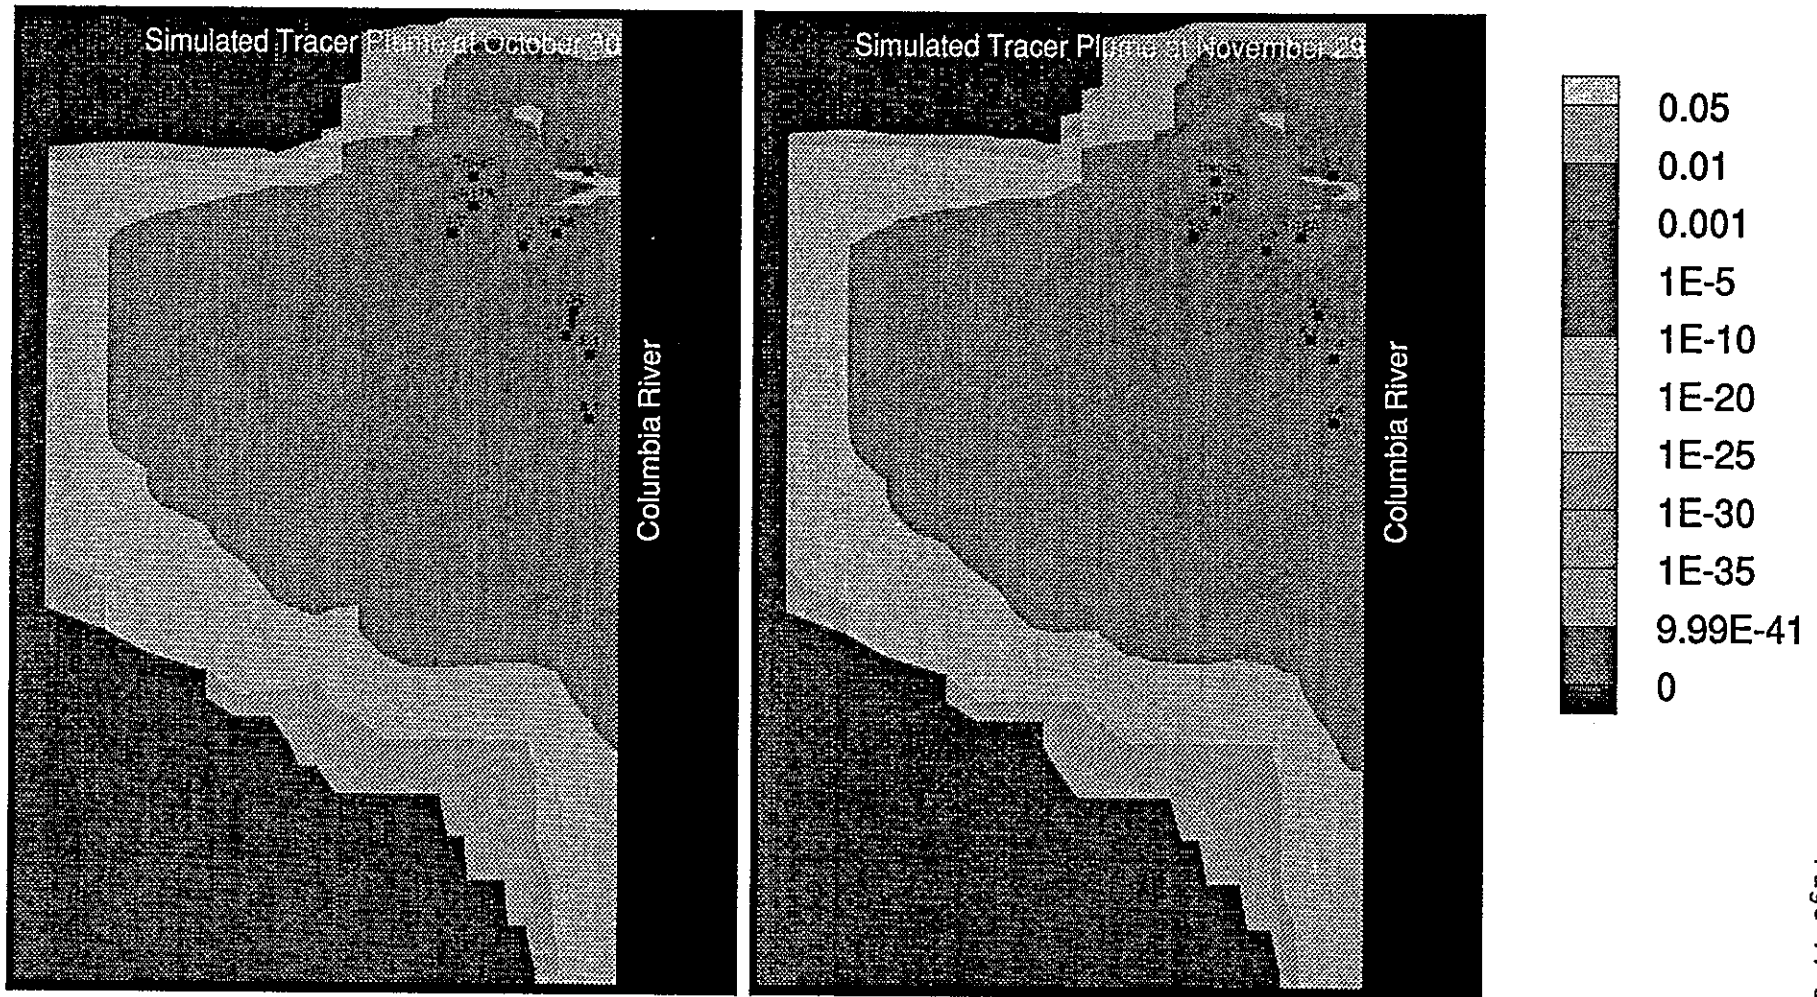 Simulated Tracer Plume at October 30
Simulated Tracer Plume at November 29
Columbia River
Columbia River
0.05
0.01
0.001
1E-5
1E-10
1E-20
1E-25
1E-30
1E-35
9.99E-41
0